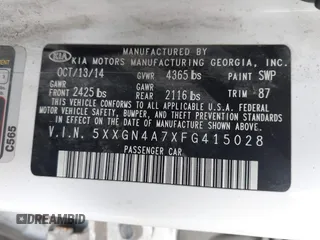 MANUFACTURED BY
KIA KIA MOTORS MANUFACTURING GEORGIA, INC.
OCT/13/14 GVWR 4365 lbs PAINT SWP
GAWR FRONT 2425 lbs GAWR REAR 2116 lbs TRIM 87
THIS VEHICLE CONFORMS TO ALL APPLICABLE U.S.A. FEDERAL
MOTOR VEHICLE SAFETY, BUMPER, AND THEFT PREVENTION
STANDARDS IN EFFECT ON THE DATE OF MANUFACTURE SHOWN ABOVE.
V.I.N. 5XXGN4A7XFG415028
PASSENGER CAR
C565
DREAMBID